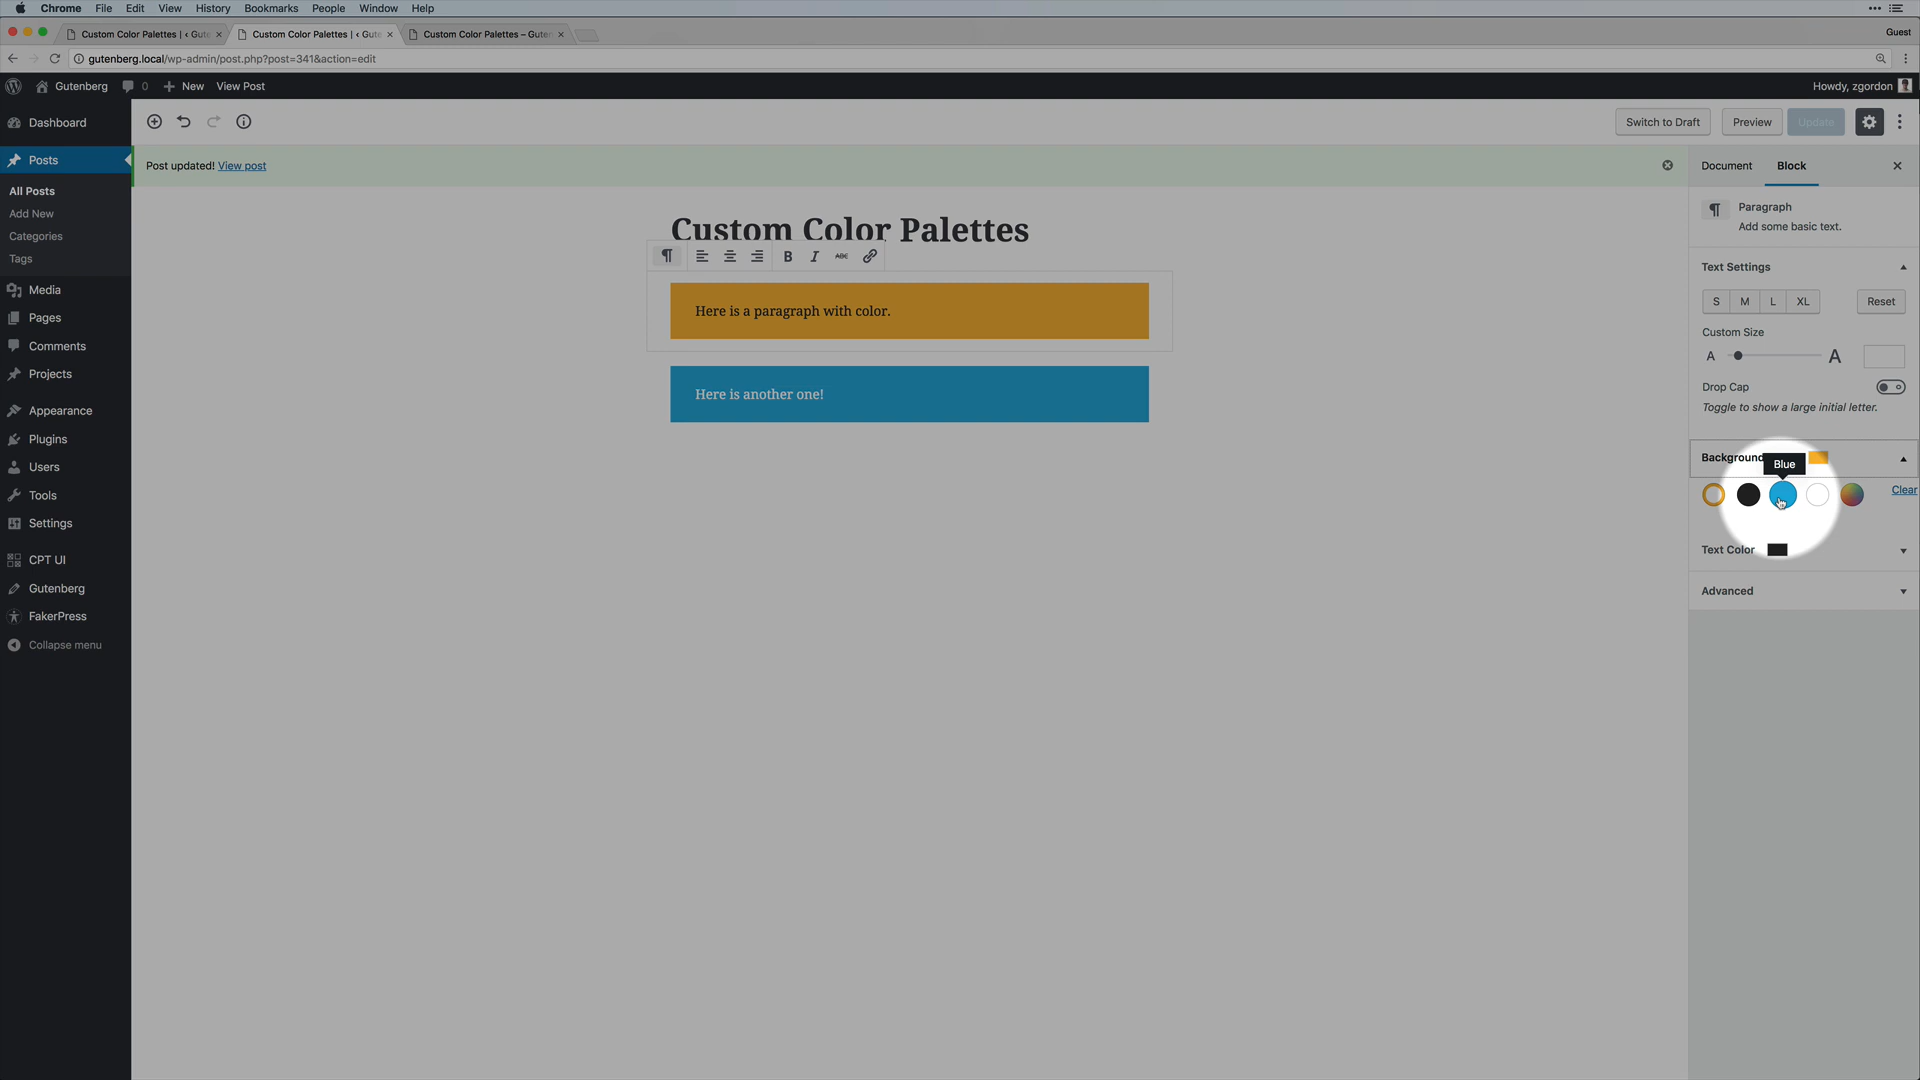 Chrome File Edit View History Bookmarks People Window Help
Custom Color Palettes | ‹ Gute
Custom Color Palettes | ‹ Gute
Custom Color Palettes – Guten
Guest
gutenberg.local/wp-admin/post.php?post=341&action=edit
Gutenberg 0 New View Post
Howdy, zgordon
Dashboard
Posts
All Posts
Add New
Categories
Tags
Media
Pages
Comments
Projects
Appearance
Plugins
Users
Tools
Settings
CPT UI
Gutenberg
FakerPress
Collapse menu
Switch to Draft
Preview
Update
Post updated! View post
Custom Color Palettes
B I ABC
Here is a paragraph with color.
Here is another one!
Document Block
Paragraph
Add some basic text.
Text Settings
S M L XL Reset
Custom Size
A A
Drop Cap
Toggle to show a large initial letter.
Background
Blue
Clear
Text Color
Advanced